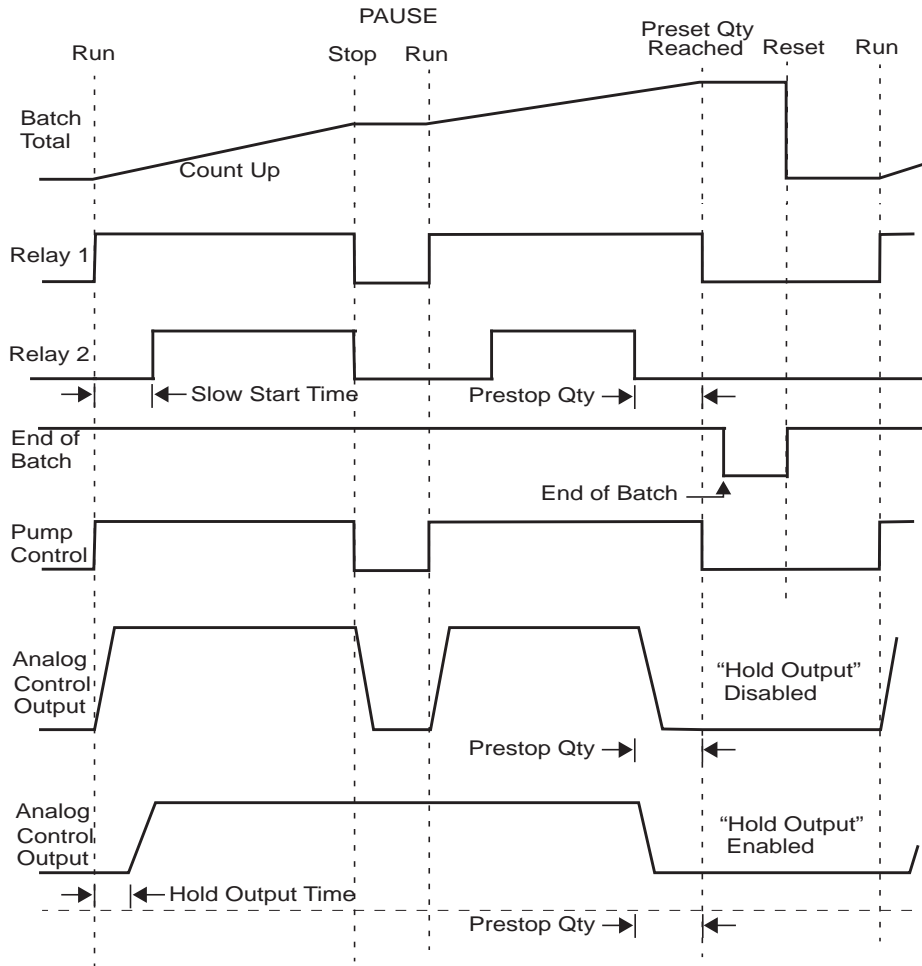 PAUSE
Run
Stop
Run
Preset Qty
Reached
Reset
Run
Batch
Total
Count Up
Relay 1
Relay 2
Slow Start Time
Prestop Qty
End of
Batch
End of Batch
Pump
Control
Analog
Control
Output
“Hold Output”
Disabled
Prestop Qty
Analog
Control
Output
“Hold Output”
Enabled
Hold Output Time
Prestop Qty